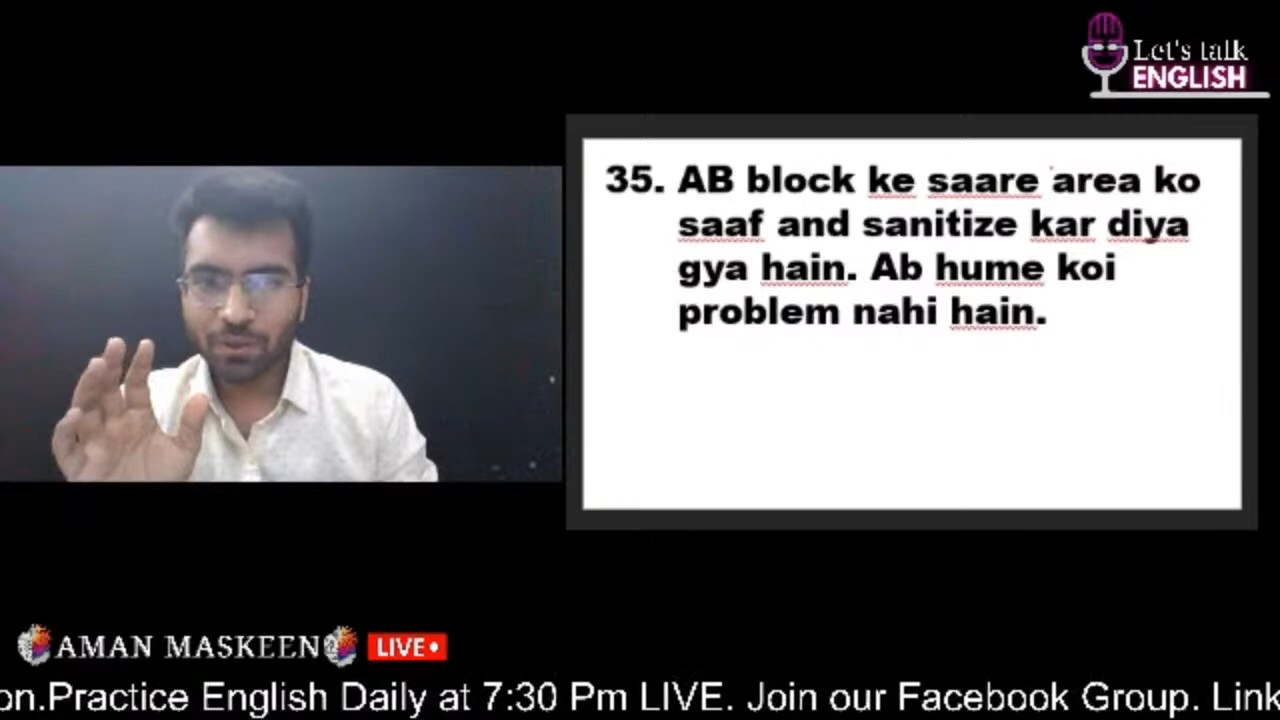 Let's talk
ENGLISH
35. AB block ke saare area ko
saaf and sanitize kar diya
gya hain. Ab hume koi
problem nahi hain.
AMAN MASKEEN
LIVE
on.Practice English Daily at 7:30 Pm LIVE. Join our Facebook Group. Link